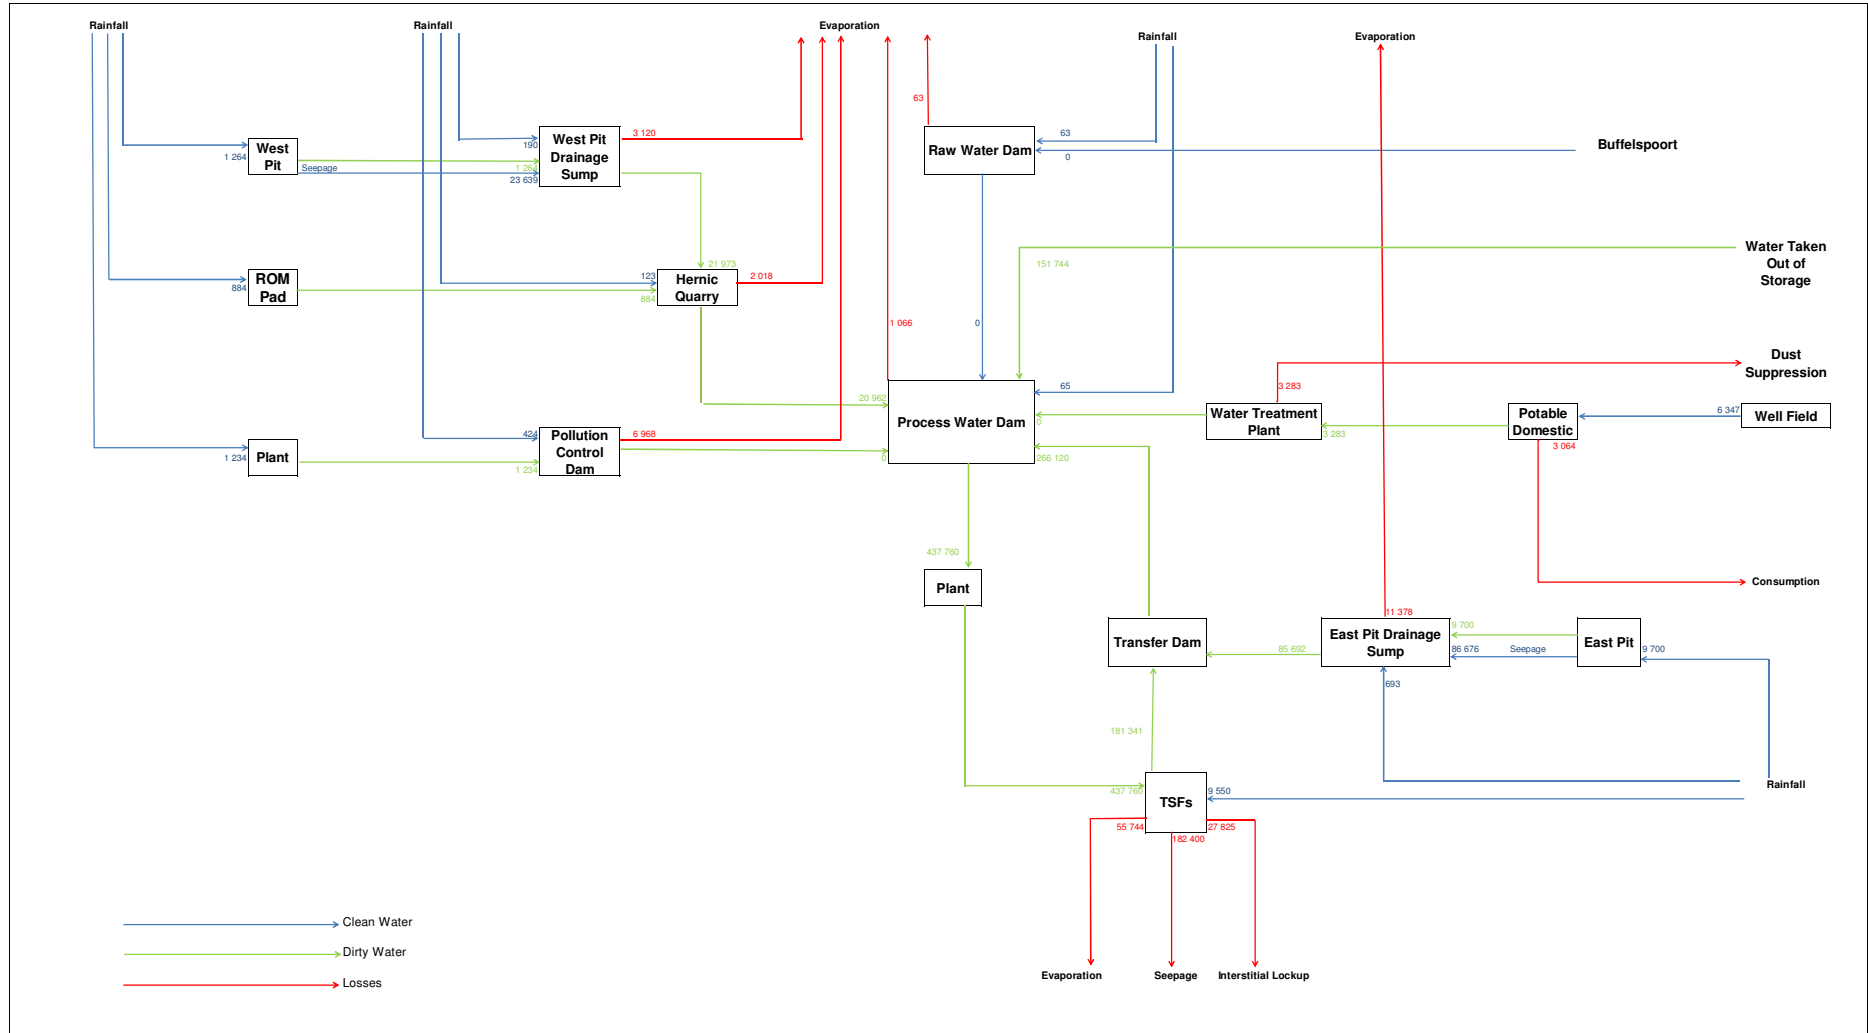 Rainfall
Rainfall
Evaporation
Rainfall
Evaporation
63
West Pit Drainage Sump
3 120
190
1 264
23 639
West Pit
1 264
Seepage
Raw Water Dam
63
0
Buffelspoort
Water Taken Out of Storage
151 744
21 973
ROM Pad
884
123
884
Hernic Quarry
2 018
1 066
0
Dust Suppression
3 283
20 962
65
Process Water Dam
0
266 120
0
Water Treatment Plant
3 283
Potable Domestic
3 064
6 347
Well Field
424
Pollution Control Dam
6 968
1 234
Plant
1 234
437 760
Plant
Consumption
11 378
Transfer Dam
85 692
East Pit Drainage Sump
9 700
86 676
Seepage
East Pit
9 700
693
181 341
437 760
TSFs
9 550
Rainfall
55 744
182 400
27 825
Clean Water
Dirty Water
Losses
Evaporation
Seepage
Interstitial Lockup